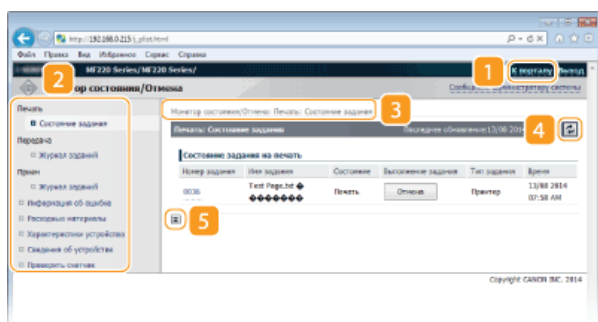 http://192.168.0.215
Файл Правка Вид Избранное Сервис Справка
MF220 Series/MF220 Series/
1
К порталу Выход
2
ор состояния/Отмена
Сообщение администратору системы
Печать
Состояние задания
Передача
Журнал заданий
Прием
Журнал заданий
Информация об ошибке
Расходные материалы
Характеристики устройства
Сведения об устройстве
Проверить счетчик
Монитор состояния/Отмена: Печать: Состояние задания
3
Печать: Состояние задания
Последнее обновление:13/08 2014
4
Состояние задания на печать
Номер задания Имя задания Состояние Выполнение задания Тип задания Время
0036 Test Page.txt � Печать Отмена Принтер 13/08 2014
������� 07:58 AM
5
Copyright CANON INC. 2014